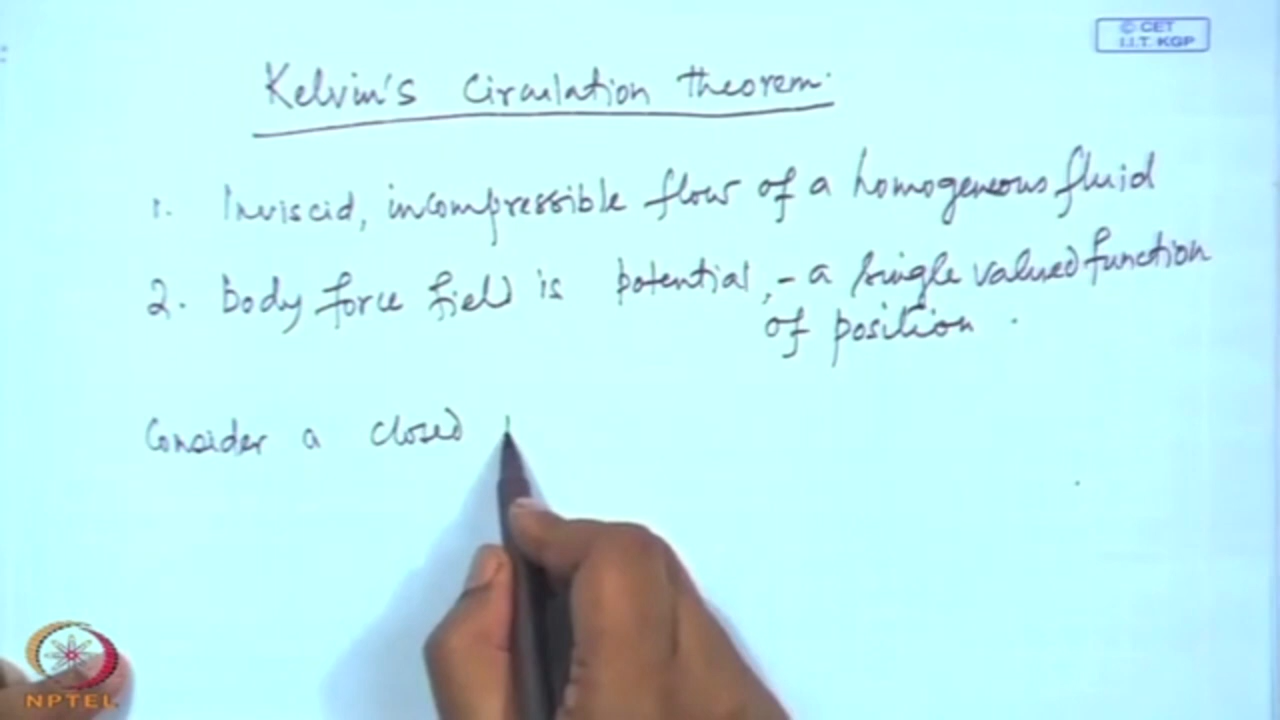 © CET
I.I.T. KGP
Kelvin's Circulation Theorem.
1. Inviscid, incompressible flow of a homogeneous fluid
2. Body force field is potential, - a single valued function
of position.
Consider a closed
NPTEL